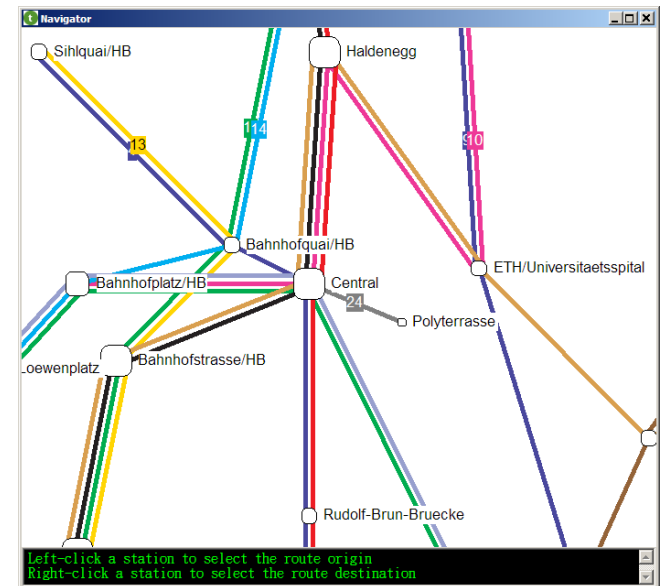 Navigator
Sihlquai/HB
Haldenegg
13
14
10
Bahnhofquai/HB
ETH/Universitaetsspital
Bahnhofplatz/HB
Central
24
Polyterrasse
Bahnhofstrasse/HB
Loewenplatz
Rudolf-Brun-Bruecke
Left-click a station to select the route origin
Right-click a station to select the route destination